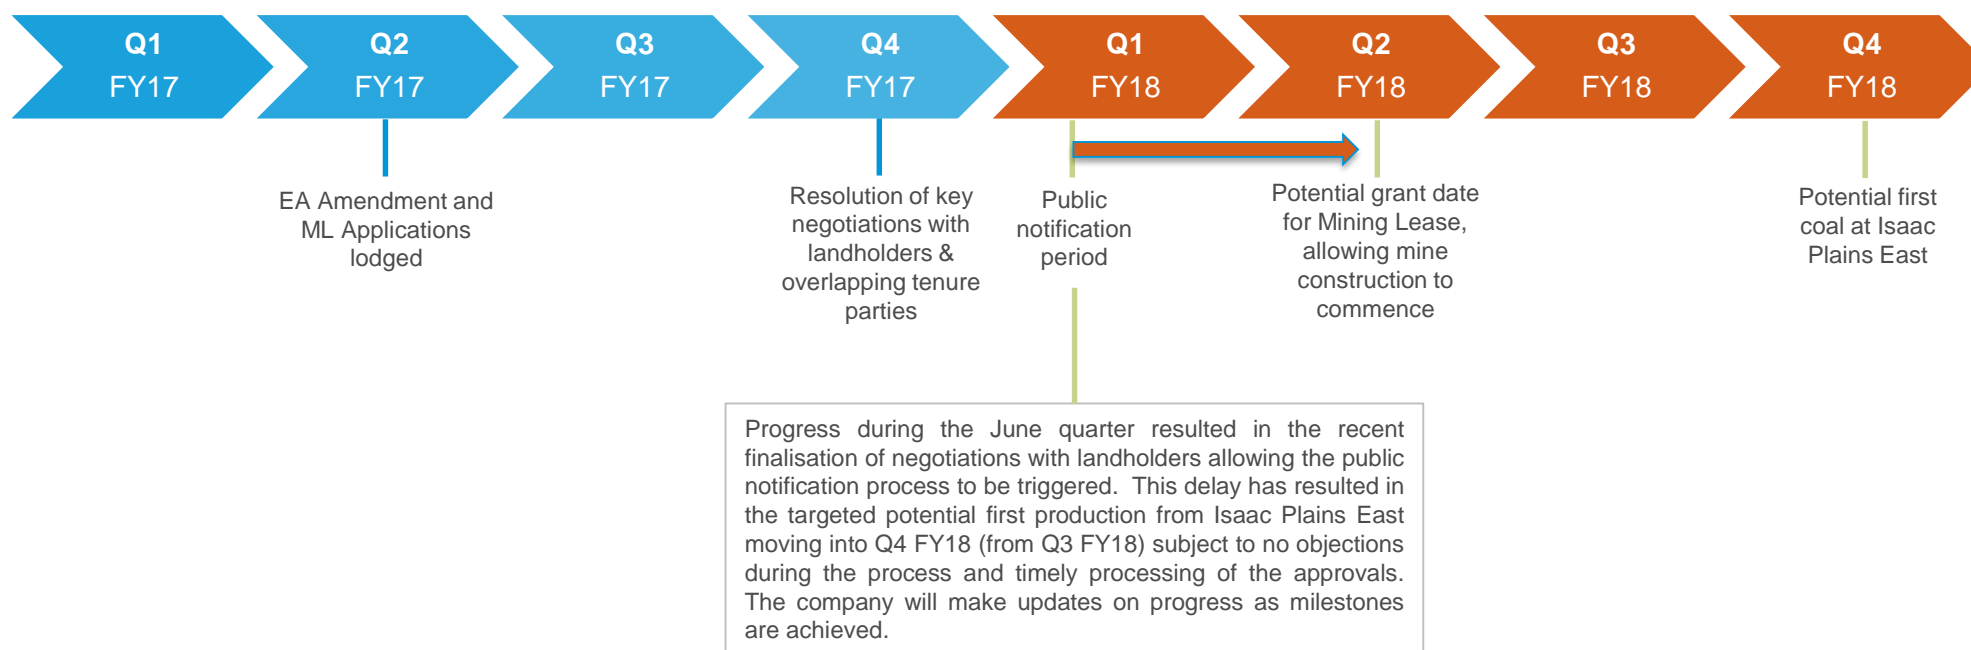 Q1
FY17
Q2
FY17
Q3
FY17
Q4
FY17
Q1
FY18
Q2
FY18
Q3
FY18
Q4
FY18
EA Amendment and
ML Applications
lodged
Resolution of key
negotiations with
landholders &
overlapping tenure
parties
Public
notification
period
Potential grant date
for Mining Lease,
allowing mine
construction to
commence
Potential first
coal at Isaac
Plains East
Progress during the June quarter resulted in the recent
finalisation of negotiations with landholders allowing the public
notification process to be triggered. This delay has resulted in
the targeted potential first production from Isaac Plains East
moving into Q4 FY18 (from Q3 FY18) subject to no objections
during the process and timely processing of the approvals.
The company will make updates on progress as milestones
are achieved.